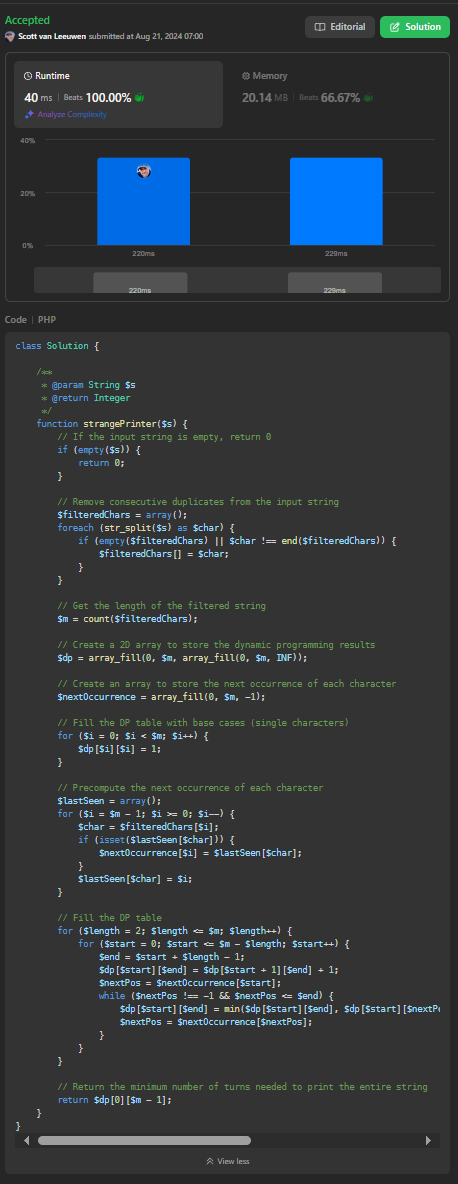 Accepted
Scott van Leeuwen submitted at Aug 21, 2024 07:00
Editorial
Solution
Runtime
40 ms | Beats 100.00%
Analyze Complexity
Memory
20.14 MB | Beats 66.67%
40%
20%
0%
220ms
229ms
220ms
229ms
Code | PHP
class Solution {
    /**
     * @param String $s
     * @return Integer
     */
    function strangePrinter($s) {
        // If the input string is empty, return 0
        if (empty($s)) {
            return 0;
        }
        // Remove consecutive duplicates from the input string
        $filteredChars = array();
        foreach (str_split($s) as $char) {
            if (empty($filteredChars) || $char !== end($filteredChars)) {
                $filteredChars[] = $char;
            }
        }
        // Get the length of the filtered string
        $m = count($filteredChars);
        // Create a 2D array to store the dynamic programming results
        $dp = array_fill(0, $m, array_fill(0, $m, INF));
        // Create an array to store the next occurrence of each character
        $nextOccurrence = array_fill(0, $m, -1);
        // Fill the DP table with base cases (single characters)
        for ($i = 0; $i < $m; $i++) {
            $dp[$i][$i] = 1;
        }
        // Precompute the next occurrence of each character
        $lastSeen = array();
        for ($i = $m - 1; $i >= 0; $i--) {
            $char = $filteredChars[$i];
            if (isset($lastSeen[$char])) {
                $nextOccurrence[$i] = $lastSeen[$char];
            }
            $lastSeen[$char] = $i;
        }
        // Fill the DP table
        for ($length = 2; $length <= $m; $length++) {
            for ($start = 0; $start <= $m - $length; $start++) {
                $end = $start + $length - 1;
                $dp[$start][$end] = $dp[$start + 1][$end] + 1;
                $nextPos = $nextOccurrence[$start];
                while ($nextPos !== -1 && $nextPos <= $end) {
                    $dp[$start][$end] = min($dp[$start][$end], $dp[$start][$nextPo
                    $nextPos = $nextOccurrence[$nextPos];
                }
            }
        }
        // Return the minimum number of turns needed to print the entire string
        return $dp[0][$m - 1];
    }
}
View less